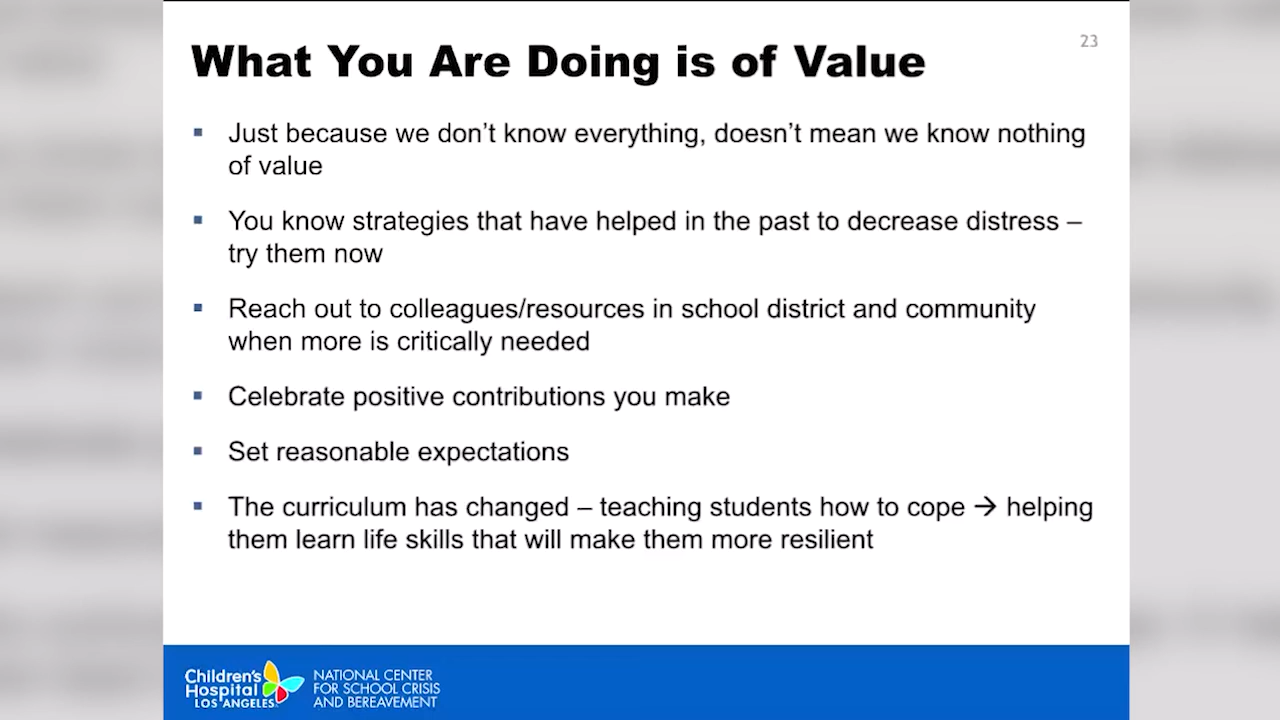 23
What You Are Doing is of Value
▪ Just because we don’t know everything, doesn’t mean we know nothing
of value
▪ You know strategies that have helped in the past to decrease distress –
try them now
▪ Reach out to colleagues/resources in school district and community
when more is critically needed
▪ Celebrate positive contributions you make
▪ Set reasonable expectations
▪ The curriculum has changed – teaching students how to cope → helping
them learn life skills that will make them more resilient
Children's
Hospital
LOS ANGELES
NATIONAL CENTER
FOR SCHOOL CRISIS
AND BEREAVEMENT